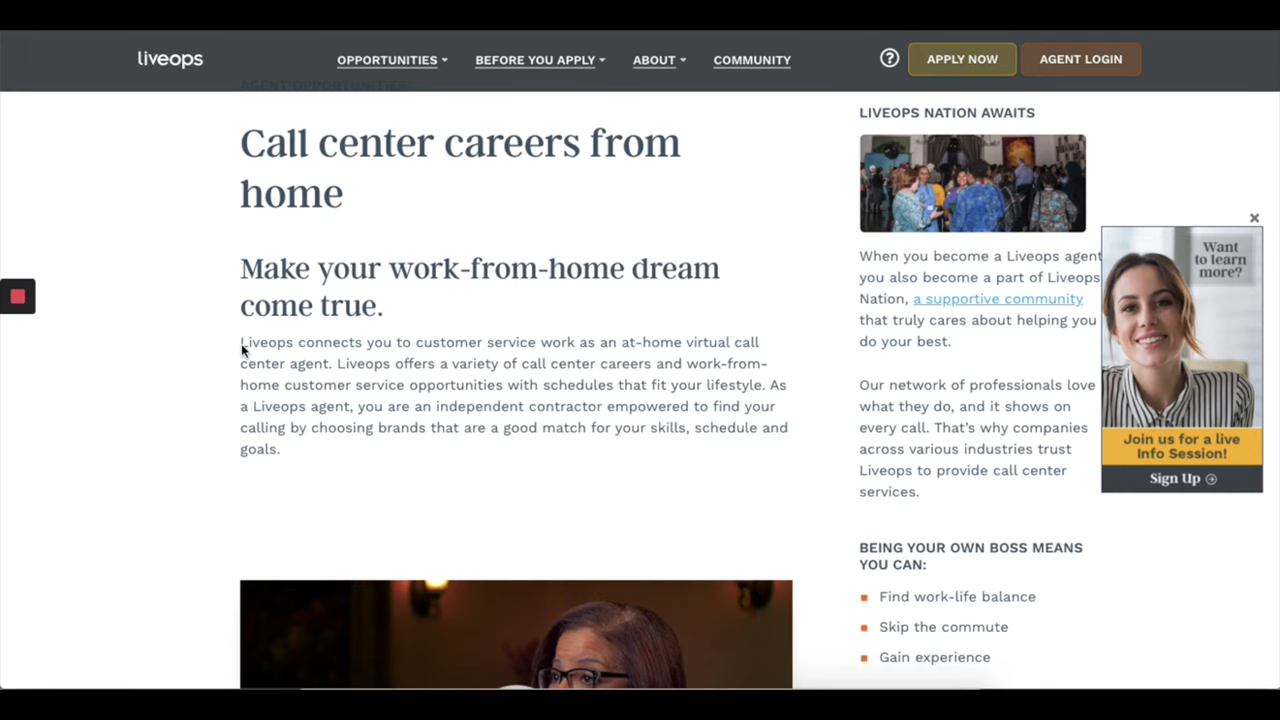 liveops
OPPORTUNITIES
BEFORE YOU APPLY
ABOUT
COMMUNITY
APPLY NOW
AGENT LOGIN
AGENT OPPORTUNITIES
Call center careers from
home
Make your work-from-home dream
come true.
Liveops connects you to customer service work as an at-home virtual call
center agent. Liveops offers a variety of call center careers and work-from-
home customer service opportunities with schedules that fit your lifestyle. As
a Liveops agent, you are an independent contractor empowered to find your
calling by choosing brands that are a good match for your skills, schedule and
goals.
LIVEOPS NATION AWAITS
When you become a Liveops agent
you also become a part of Liveops
Nation, a supportive community
that truly cares about helping you
do your best.
Our network of professionals love
what they do, and it shows on
every call. That's why companies
across various industries trust
Liveops to provide call center
services.
BEING YOUR OWN BOSS MEANS
YOU CAN:
Find work-life balance
Skip the commute
Gain experience
Want
to learn
more?
Join us for a live
Info Session!
Sign Up